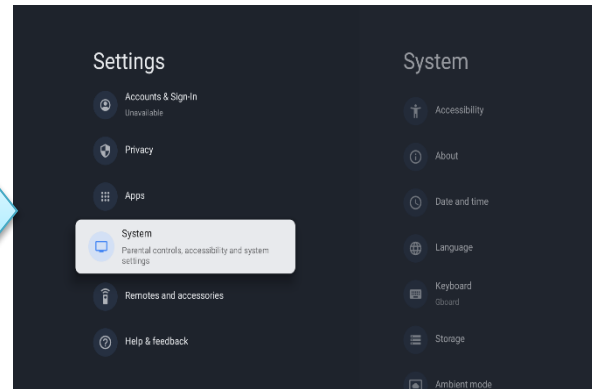 Settings
Accounts & Sign-In
Unavailable
Privacy
Apps
System
Parental controls, accessibility and system
settings
Remotes and accessories
Help & feedback
System
Accessibility
About
Date and time
Language
Keyboard
Gboard
Storage
Ambient mode